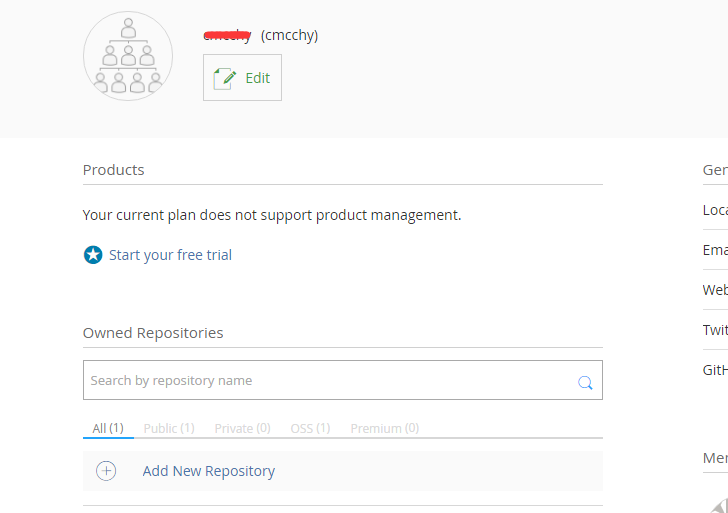 (cmcchy)
Edit
Products
Your current plan does not support product management.
Start your free trial
Owned Repositories
Search by repository name
All (1) Public (1) Private (0) OSS (1) Premium (0)
Add New Repository
Gen
Loca
Ema
Web
Twit
GitH
Mem